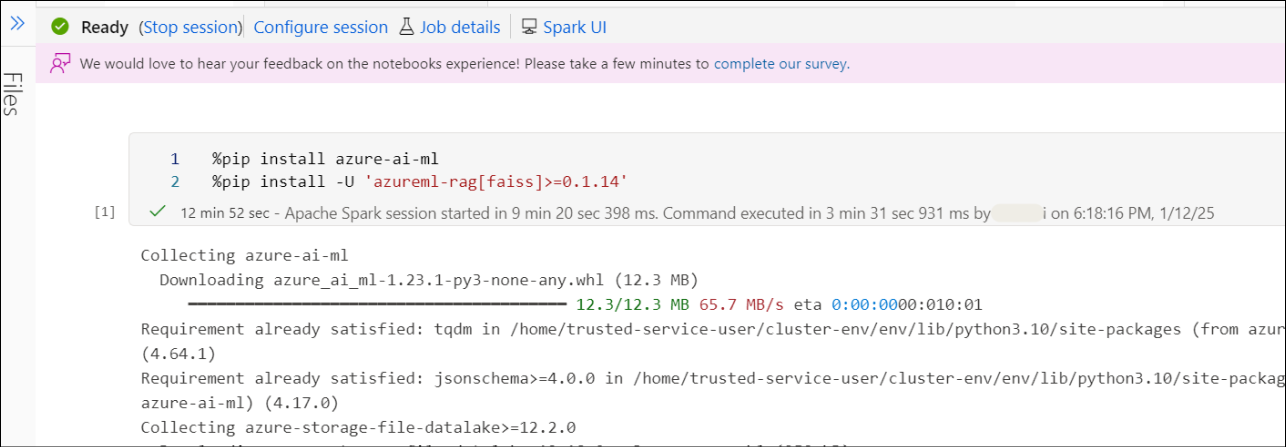 Ready (Stop session) Configure session Job details Spark UI
We would love to hear your feedback on the notebooks experience! Please take a few minutes to complete our survey.
Files
1 %pip install azure-ai-ml
2 %pip install -U 'azureml-rag[faiss]>=0.1.14'
[1] 12 min 52 sec - Apache Spark session started in 9 min 20 sec 398 ms. Command executed in 3 min 31 sec 931 ms by i on 6:18:16 PM, 1/12/25
Collecting azure-ai-ml
Downloading azure_ai_ml-1.23.1-py3-none-any.whl (12.3 MB)
12.3/12.3 MB 65.7 MB/s eta 0:00:0000:010:01
Requirement already satisfied: tqdm in /home/trusted-service-user/cluster-env/env/lib/python3.10/site-packages (from azur
(4.64.1)
Requirement already satisfied: jsonschema>=4.0.0 in /home/trusted-service-user/cluster-env/env/lib/python3.10/site-packag
azure-ai-ml) (4.17.0)
Collecting azure-storage-file-datalake>=12.2.0